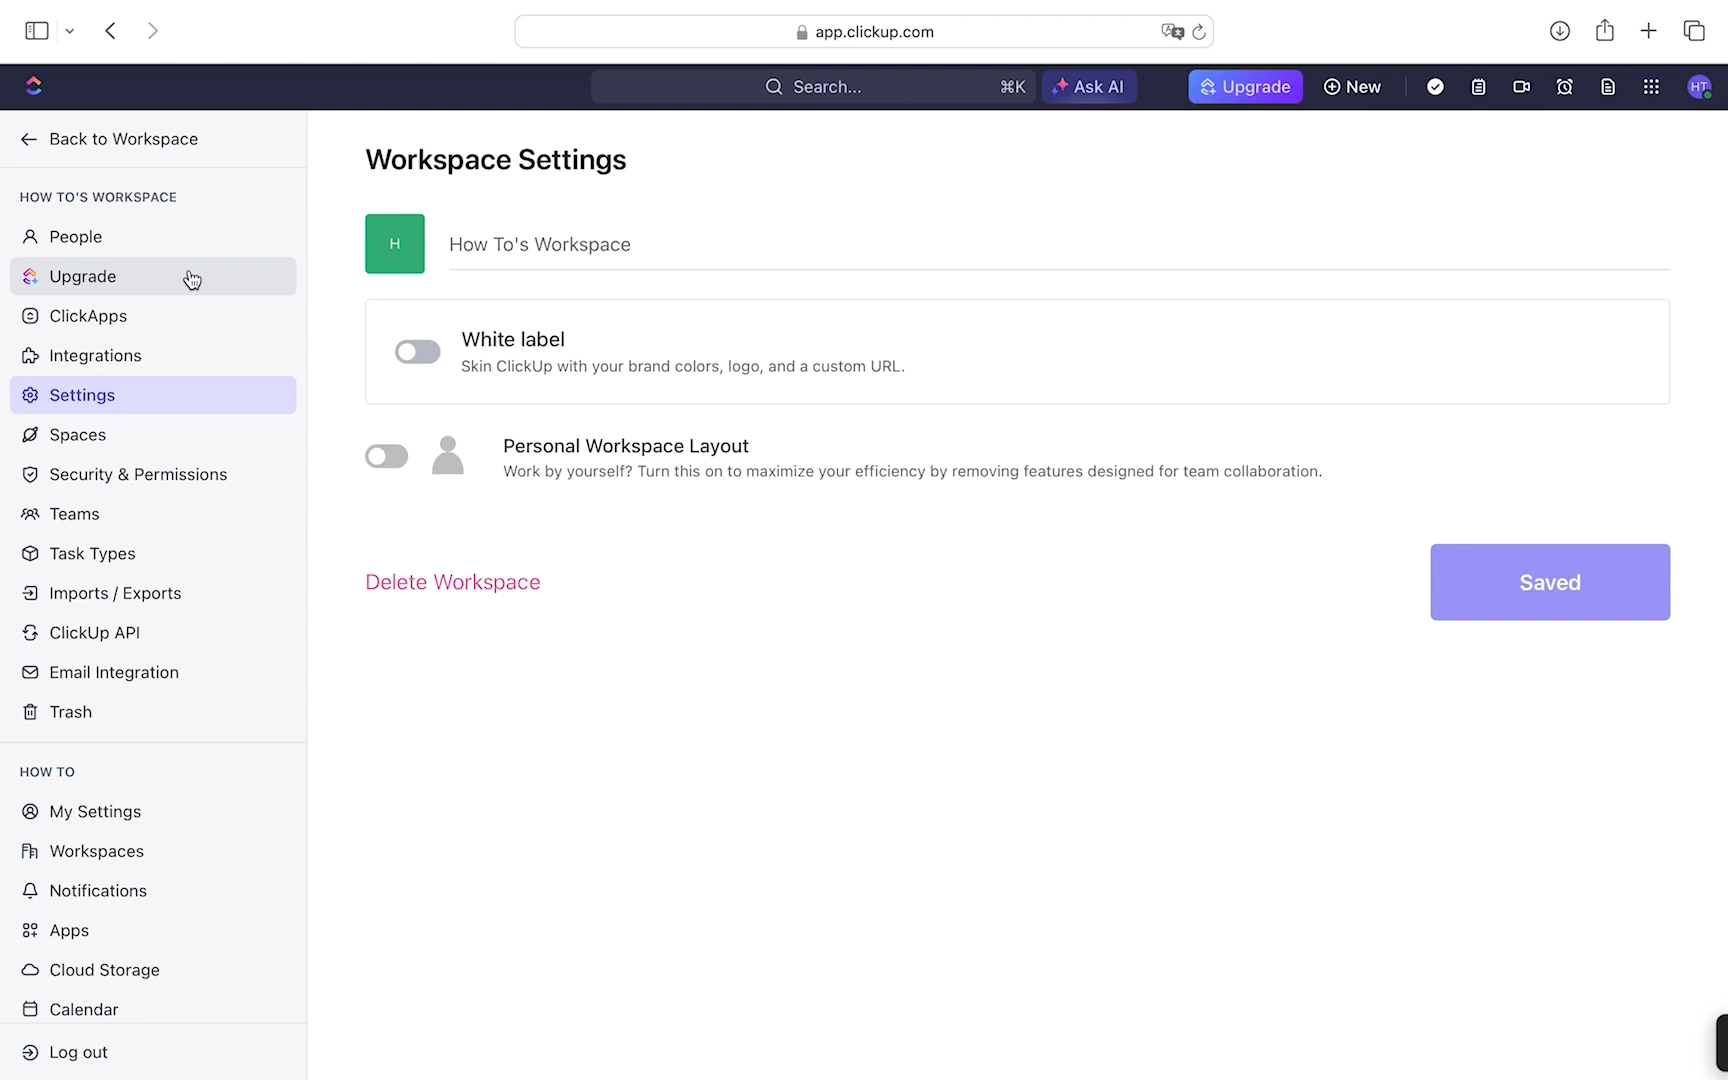 app.clickup.com
Search...
⌘K
Ask AI
Upgrade
New
HT
Back to Workspace
HOW TO'S WORKSPACE
People
Upgrade
ClickApps
Integrations
Settings
Spaces
Security & Permissions
Teams
Task Types
Imports / Exports
ClickUp API
Email Integration
Trash
HOW TO
My Settings
Workspaces
Notifications
Apps
Cloud Storage
Calendar
Log out
Workspace Settings
H
How To's Workspace
White label
Skin ClickUp with your brand colors, logo, and a custom URL.
Personal Workspace Layout
Work by yourself? Turn this on to maximize your efficiency by removing features designed for team collaboration.
Delete Workspace
Saved